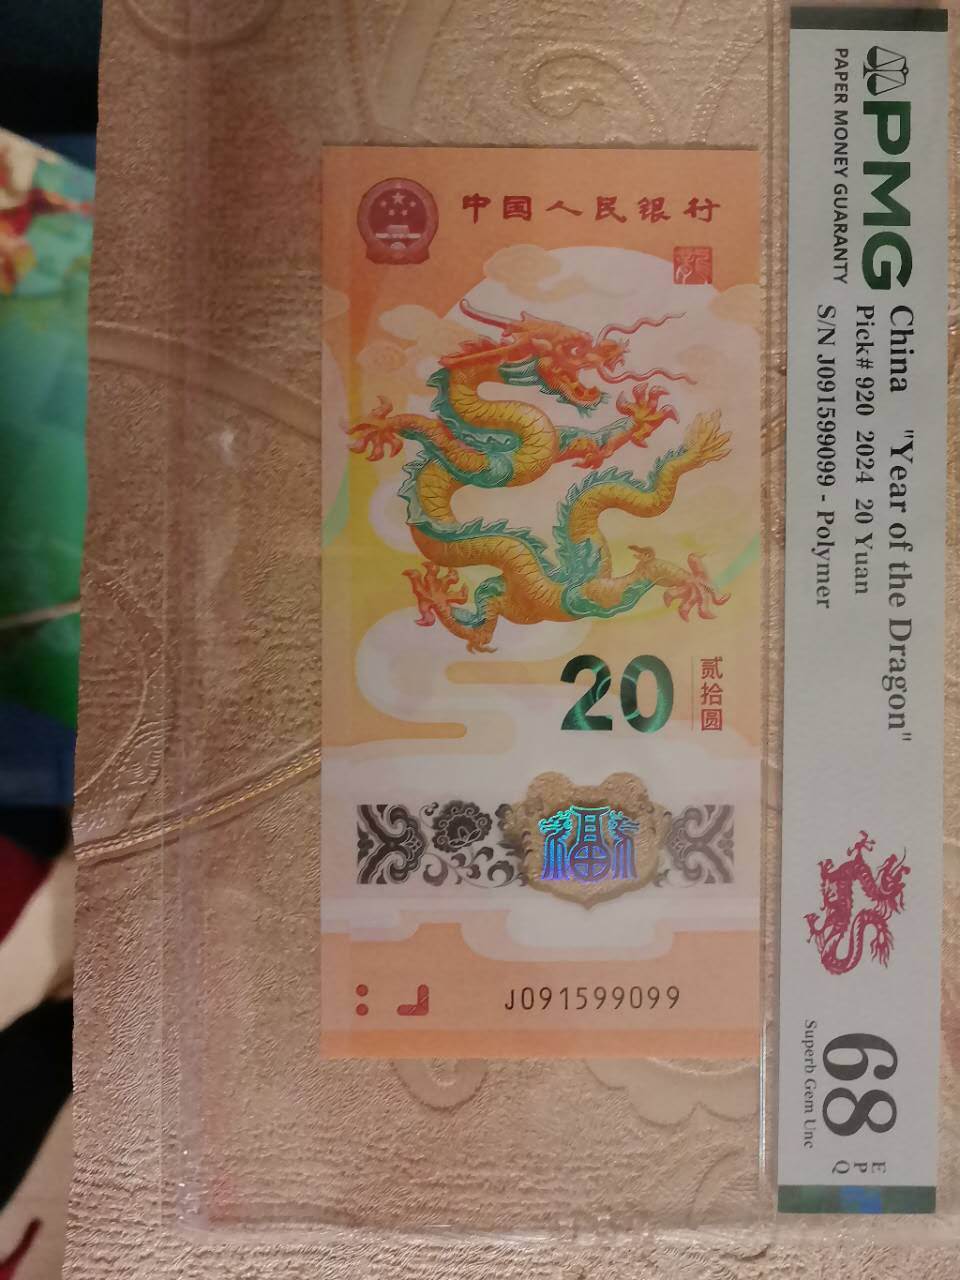 中国人民银行
20
贰拾圆
福
J091599099
PMG
PAPER MONEY GUARANTY
China "Year of the Dragon"
Pick# 920 2024 20 Yuan
S/N J091599099 - Polymer
68
Superb Gem Unc
EPQ